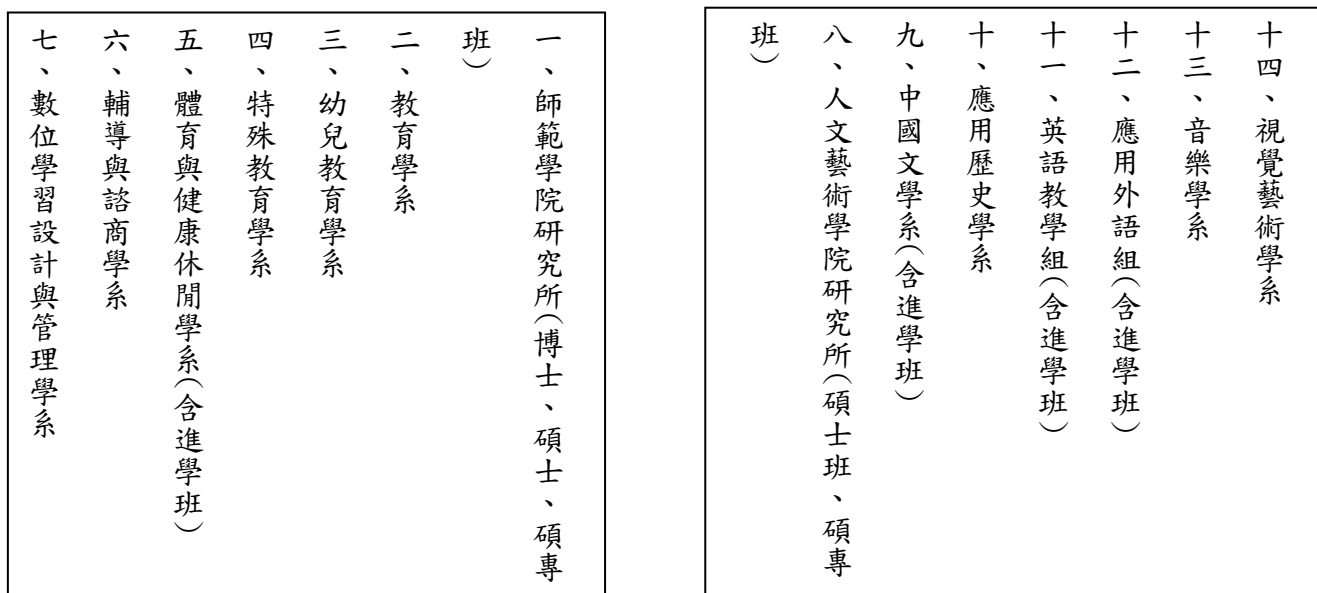 一、師範學院研究所(博士、碩士、碩專
班)
二、教育學系
三、幼兒教育學系
四、特殊教育學系
五、體育與健康休閒學系(含進學班)
六、輔導與諮商學系
七、數位學習設計與管理學系
十四、視覺藝術學系
十三、音樂學系
十二、應用外語組(含進學班)
十一、英語教學組(含進學班)
十、應用歷史學系
九、中國文學系(含進學班)
八、人文藝術學院研究所(碩士班、碩專
班)